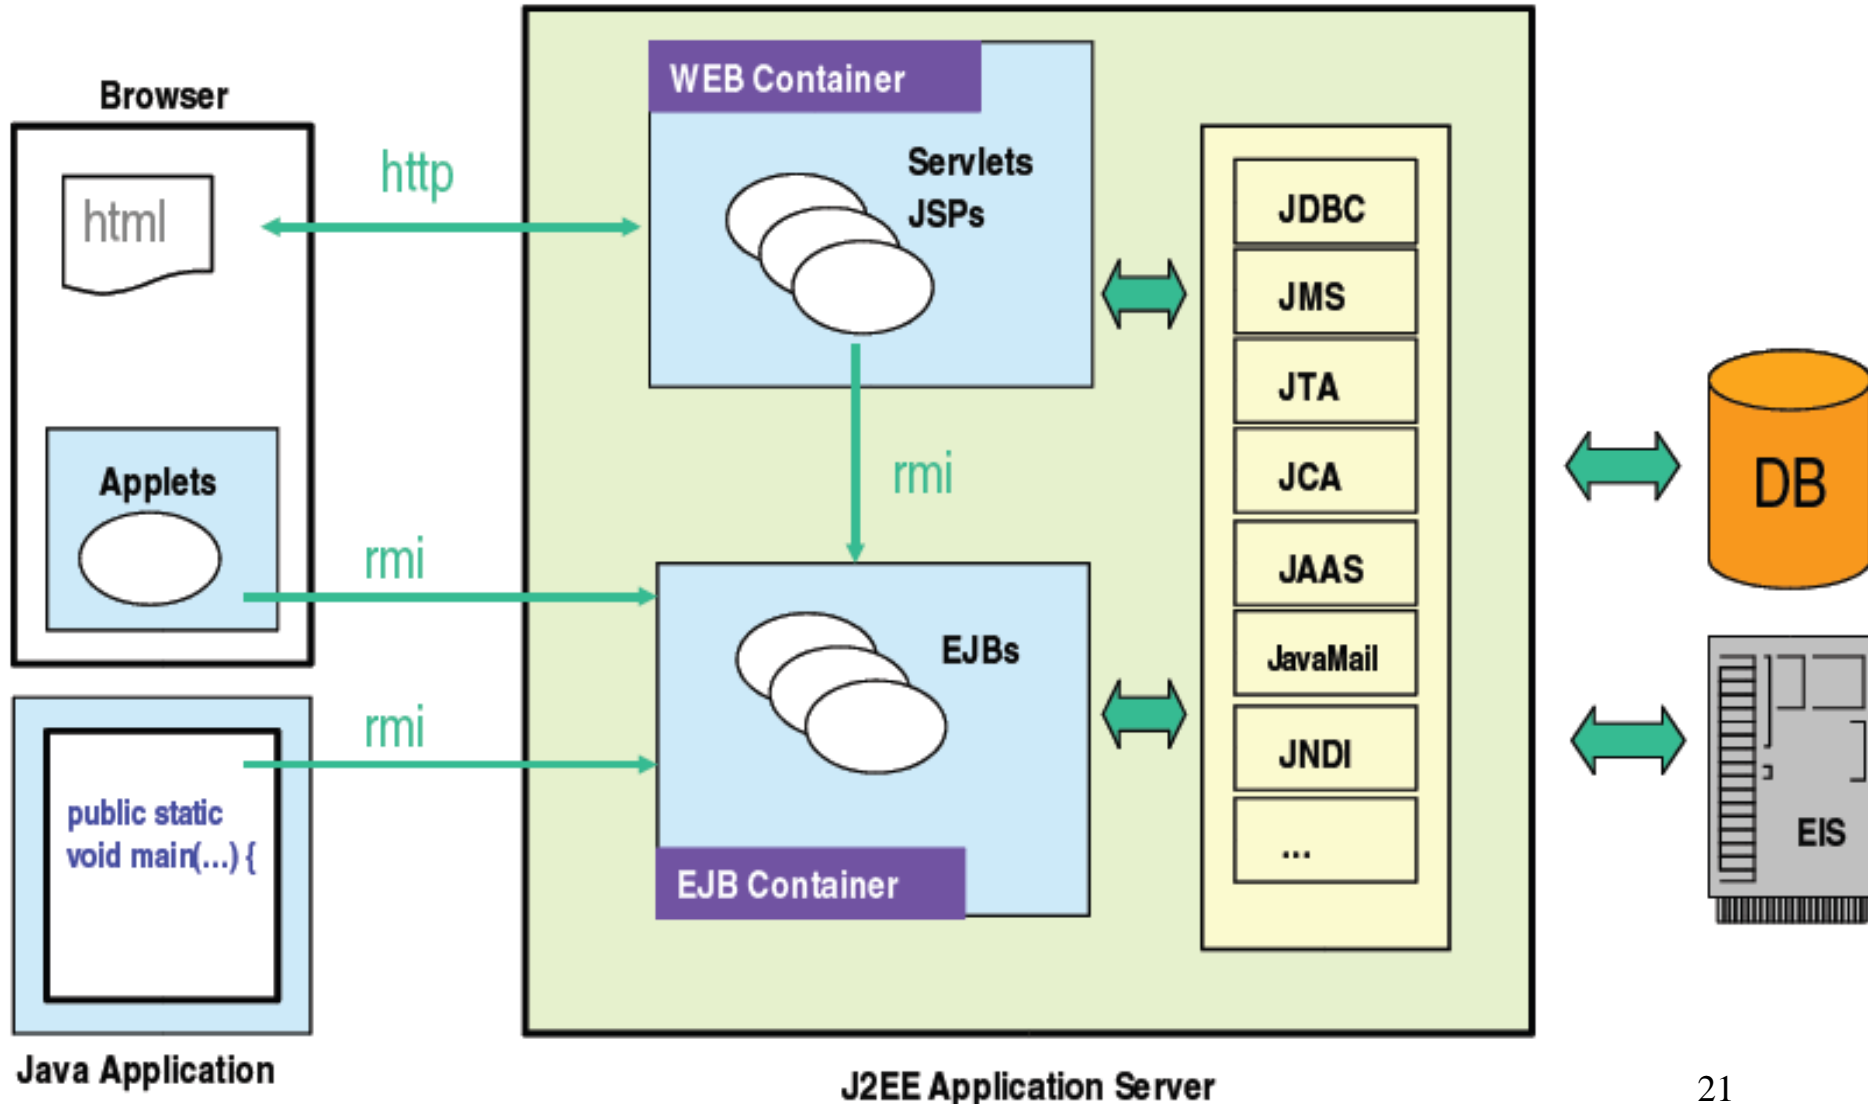 Browser
html
http
Applets
rmi
rmi
public static
void main(...) {
Java Application
WEB Container
Servlets
JSPs
rmi
EJBs
EJB Container
JDBC
JMS
JTA
JCA
JAAS
JavaMail
JNDI
...
J2EE Application Server
DB
EIS
21